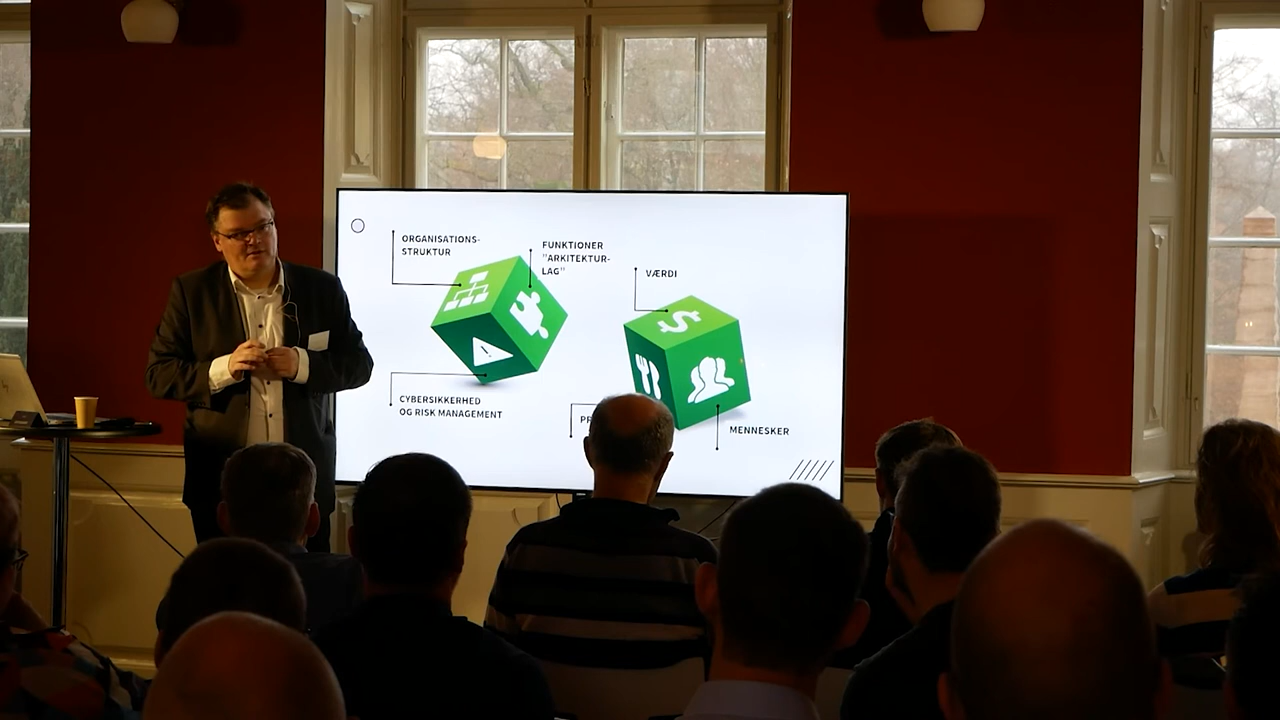 ORGANISATIONS-
STRUKTUR
FUNKTIONER
"ARKITEKTUR-
LAG"
VÆRDI
CYBERSIKKERHED
OG RISK MANAGEMENT
MENNESKER